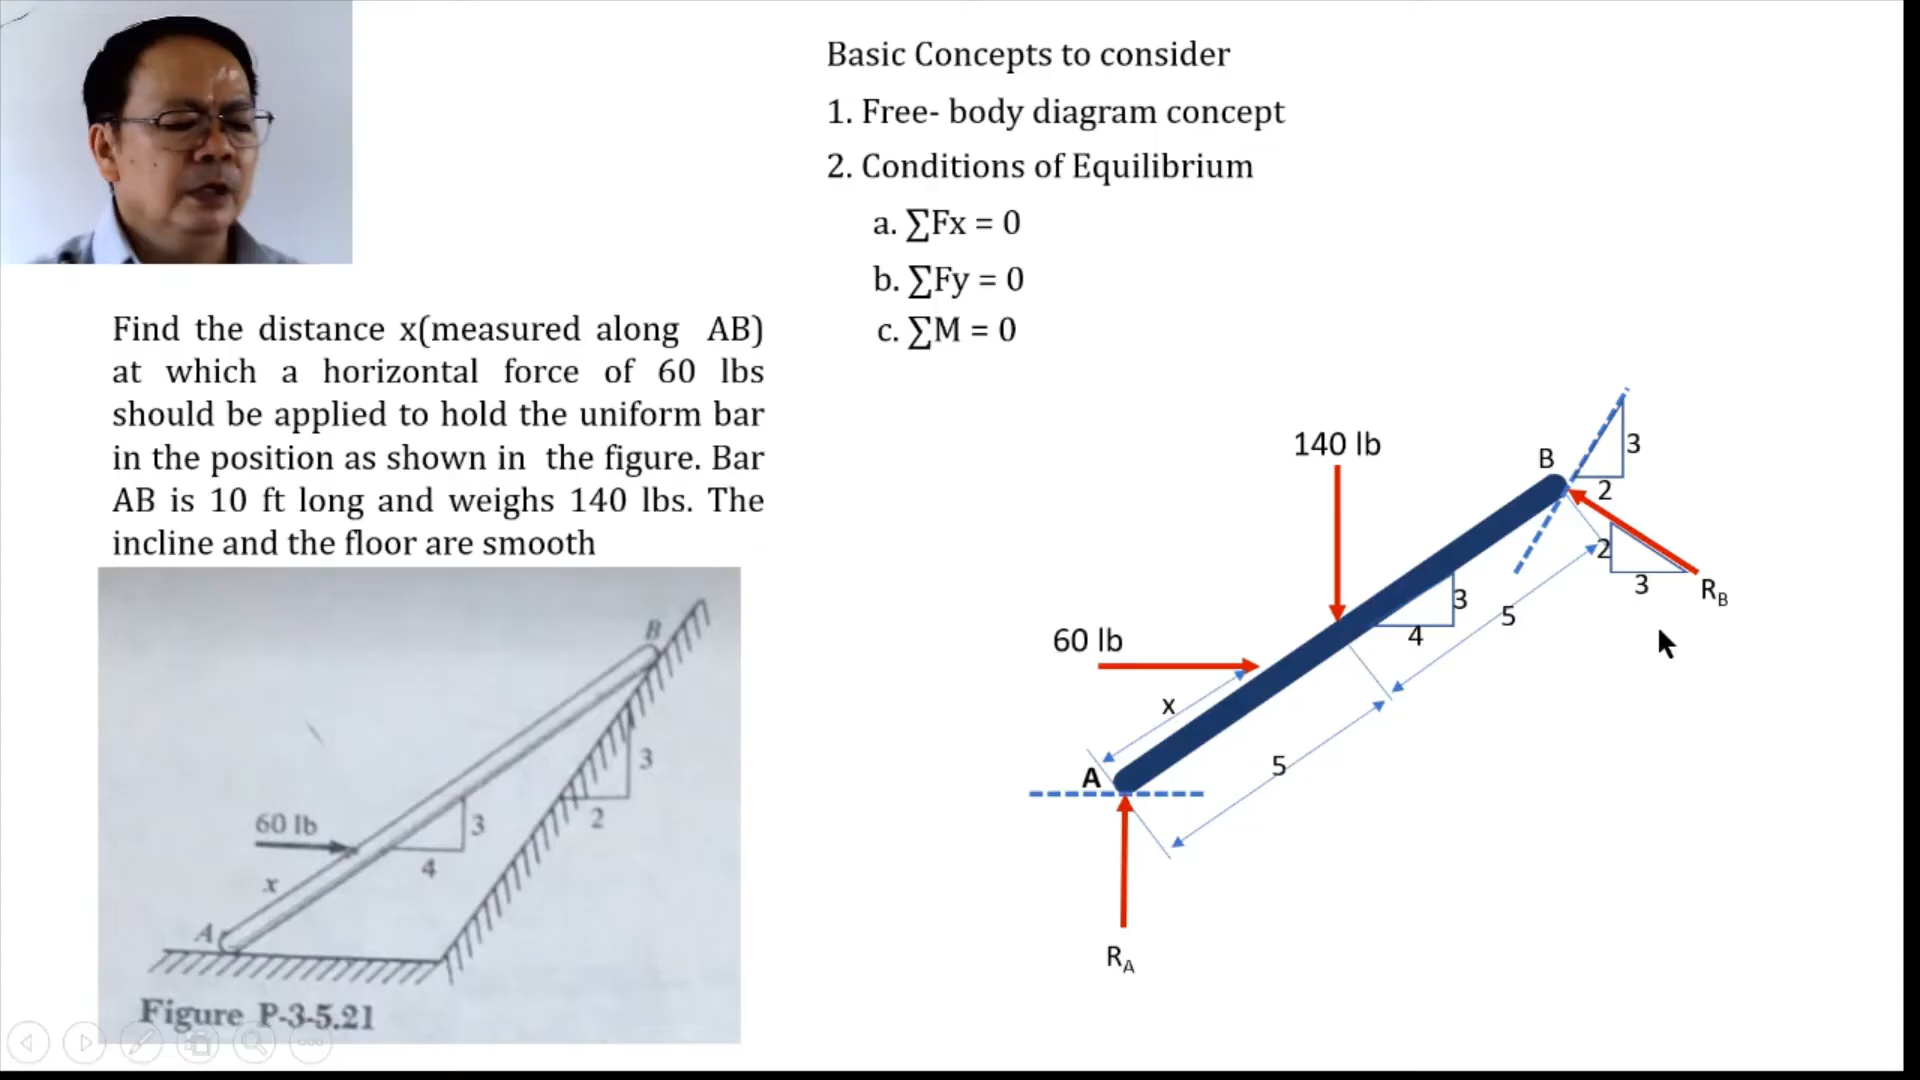 Basic Concepts to consider
1. Free- body diagram concept
2. Conditions of Equilibrium
a. ∑Fx = 0
b. ∑Fy = 0
c. ∑M = 0
Find the distance x(measured along AB)
at which a horizontal force of 60 lbs
should be applied to hold the uniform bar
in the position as shown in the figure. Bar
AB is 10 ft long and weighs 140 lbs. The
incline and the floor are smooth
B
3
2
60 lb
3
4
x
A
Figure P-3-5.21
140 lb
B
3
2
2
3
R_B
3
4
5
60 lb
x
5
A
R_A